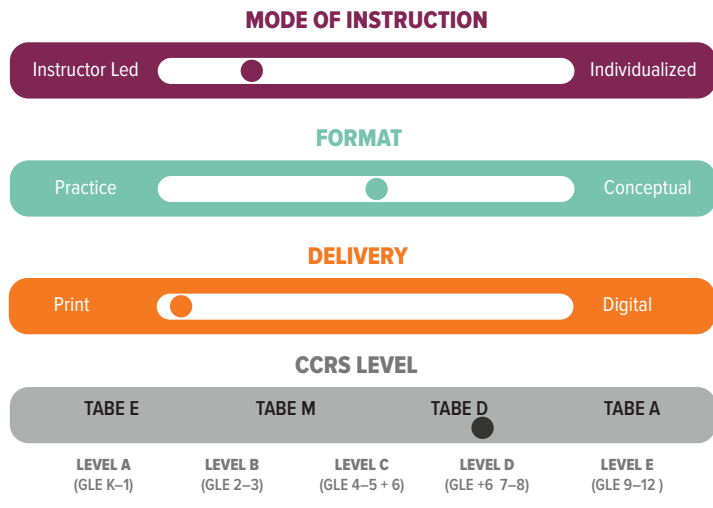 MODE OF INSTRUCTION
Instructor Led Individualized
FORMAT
Practice Conceptual
DELIVERY
Print Digital
CCRS LEVEL
TABE E TABE M TABE D TABE A
LEVEL A LEVEL B LEVEL C LEVEL D LEVEL E
(GLE K–1) (GLE 2–3) (GLE 4–5 + 6) (GLE +6 7–8) (GLE 9–12 )